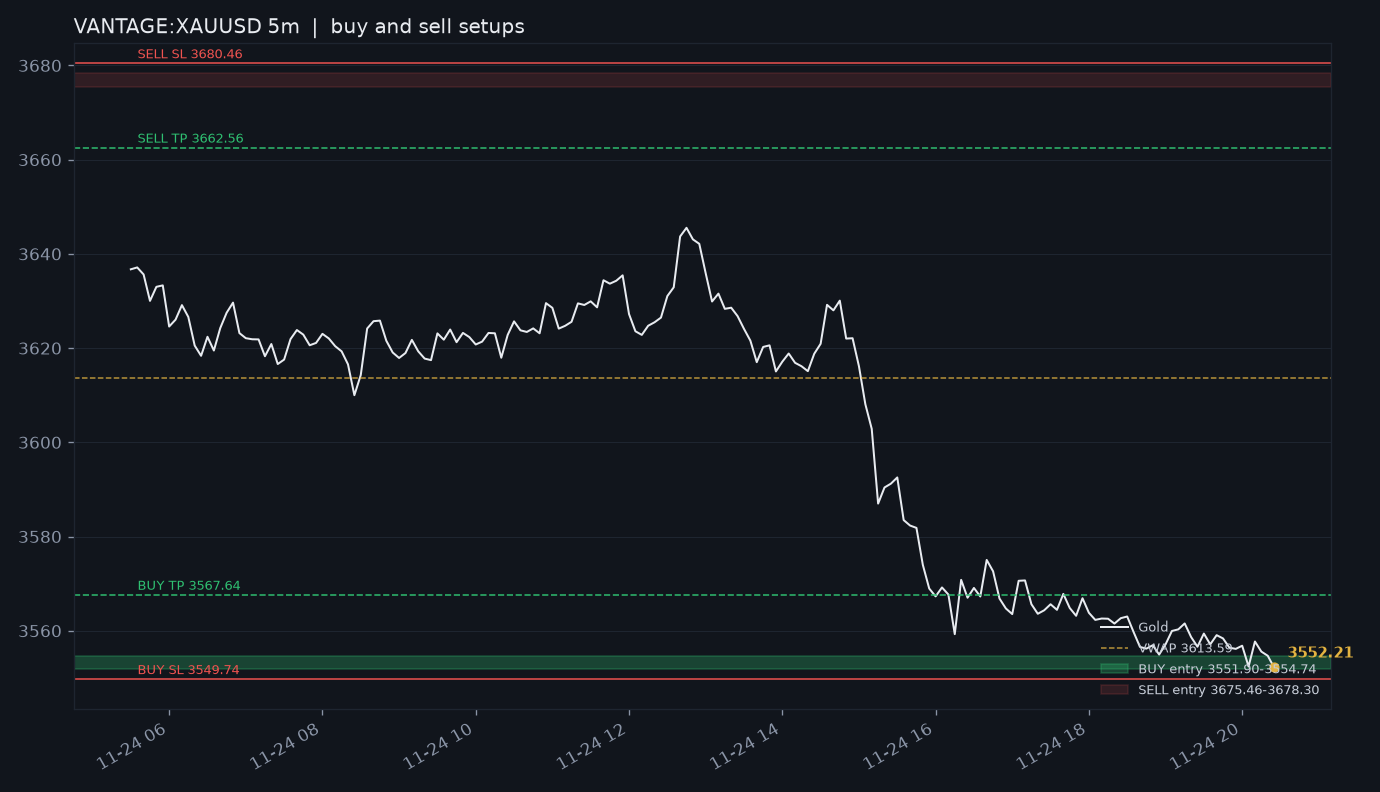 VANTAGE:XAUUSD 5m | buy and sell setups
SELL SL 3680.46
3680
SELL TP 3662.56
3660
3640
3620
3600
3580
BUY TP 3567.64
3560
Gold
VWAP 3613.59
3552.21
BUY SL 3549.74
BUY entry 3551.90-3554.74
SELL entry 3675.46-3678.30
11-24 06
11-24 08
11-24 10
11-24 12
11-24 14
11-24 16
11-24 18
11-24 20